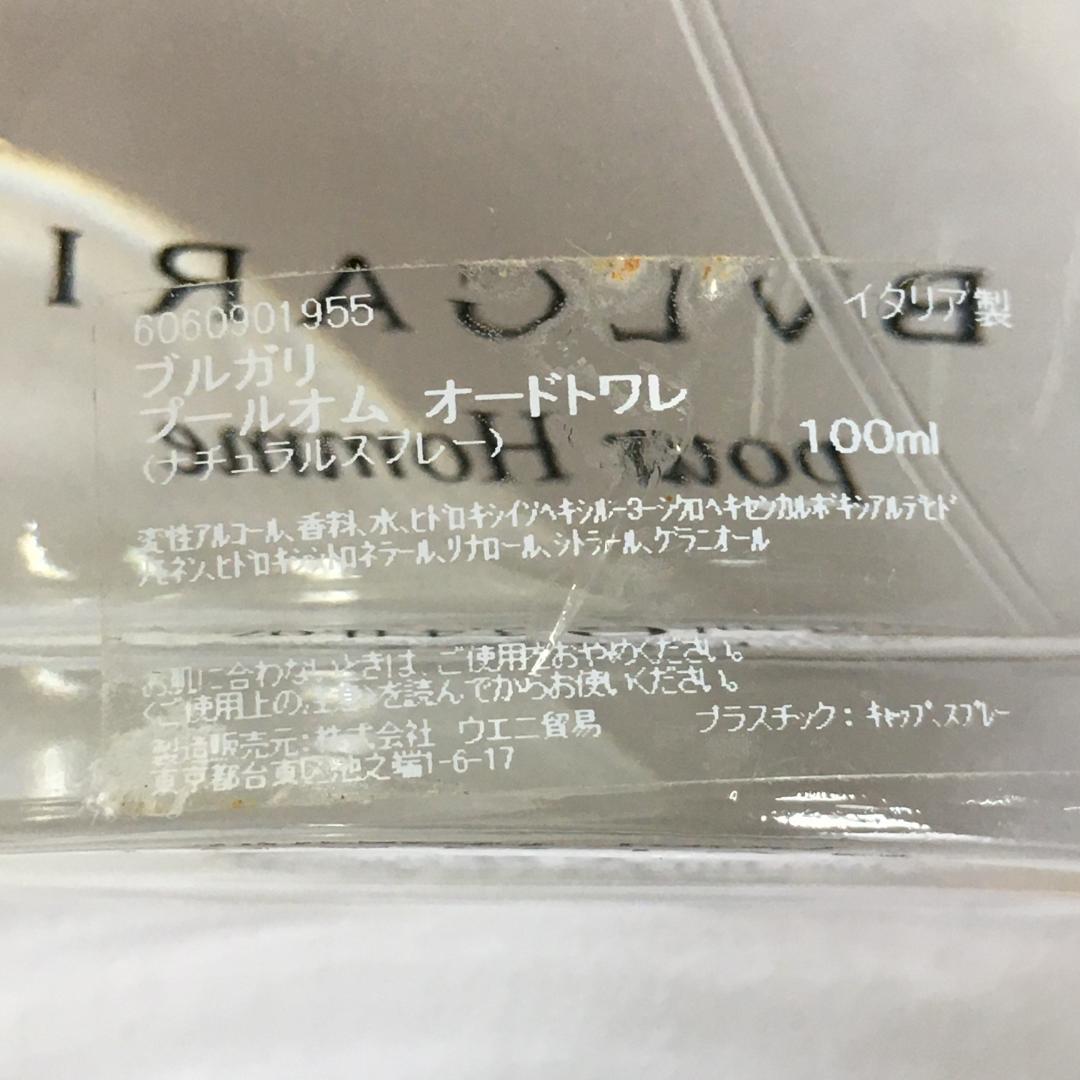 BVLGARI
pour Homme
6060901955
イタリア製
ブルガリ
プールオム オードトワレ
(ナチュラルスプレー)
100ml
変性アルコール、香料、水、ヒドロキシイソヘキシル-3-シクロヘキセンカルボキシアルデヒド
リモネン、ヒドロキシシトロネラール、リナロール、シトラール、ゲラニオール
お肌に合わないときは、ご使用をおやめください。
〈ご使用上の注意〉を読んでからお使いください。
製造販売元：株式会社 ウエニ貿易
プラスチック：キャップ、スプレー
東京都台東区池之端1-6-17